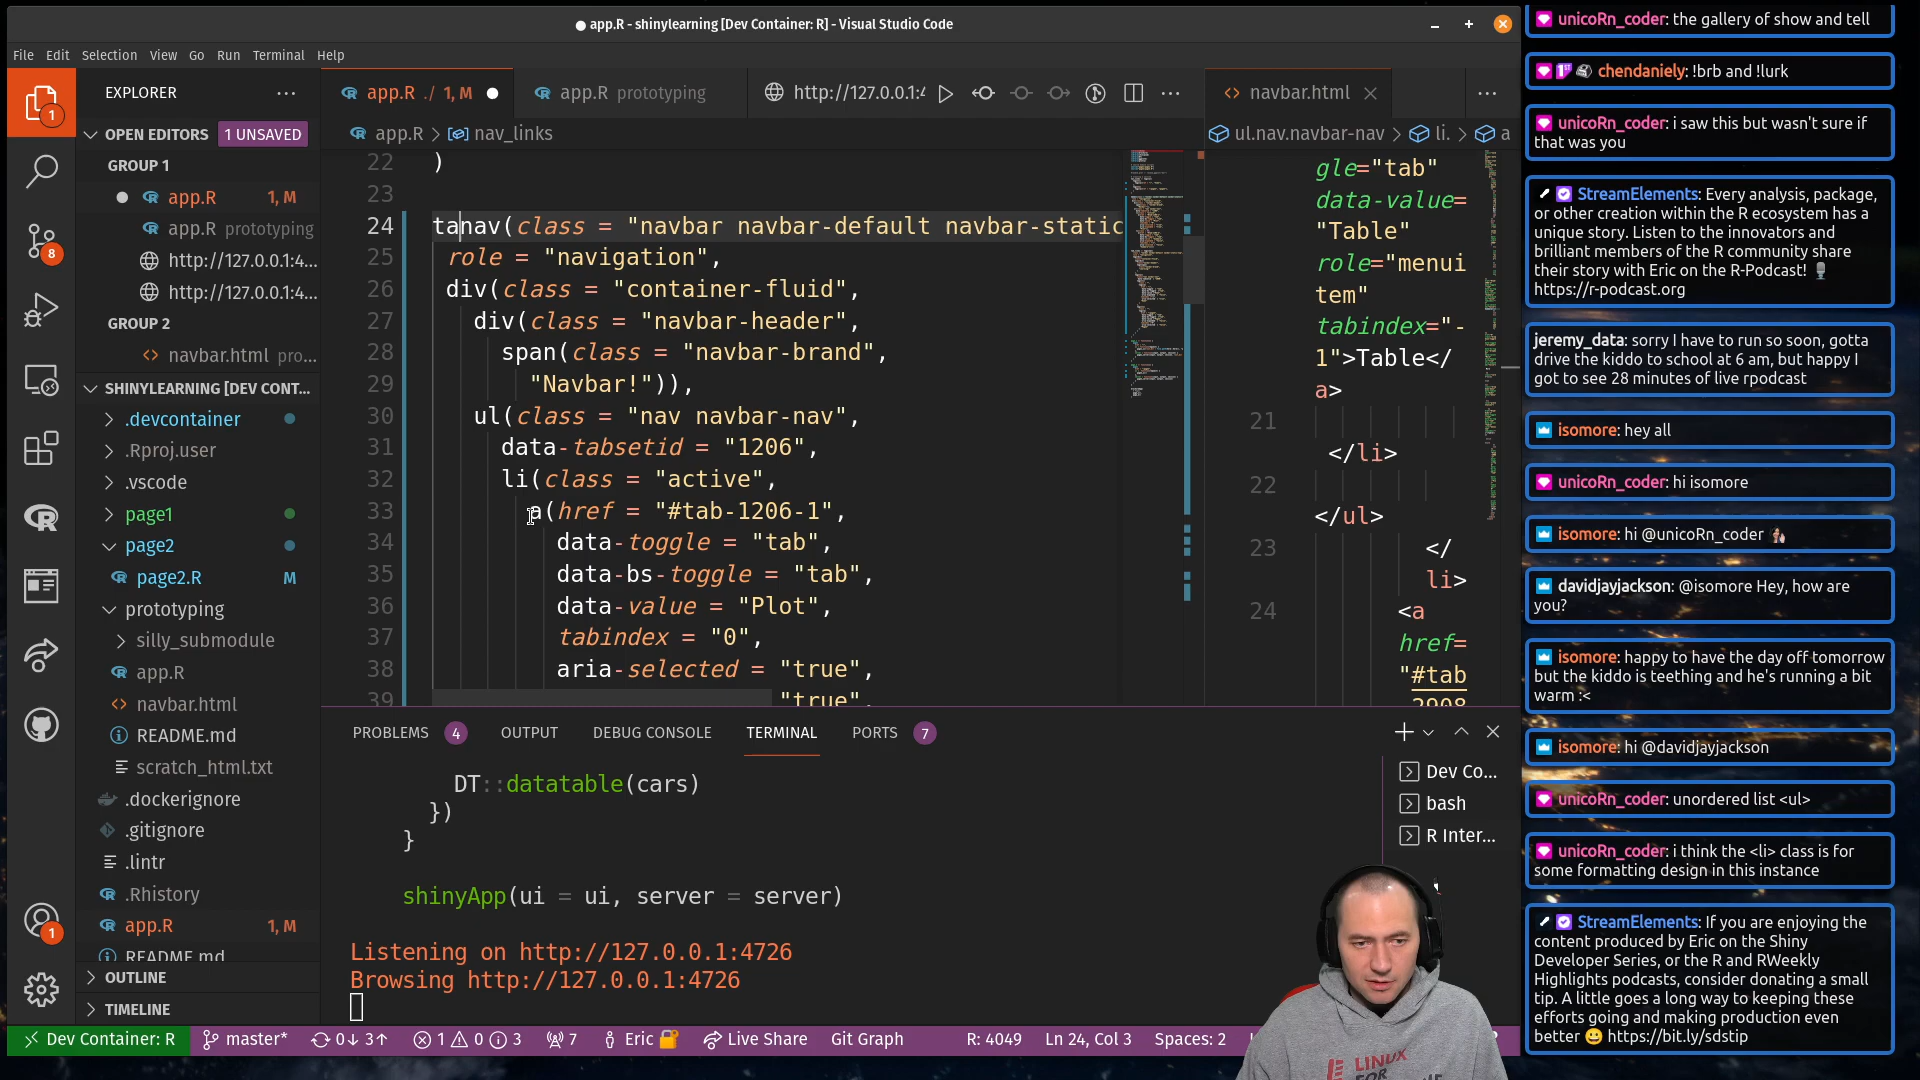 app.R - shinylearning [Dev Container: R] - Visual Studio Code
File Edit Selection View Go Run Terminal Help
EXPLORER
OPEN EDITORS 1 UNSAVED
GROUP 1
app.R 1, M
app.R prototyping
http://127.0.0.1:4...
http://127.0.0.1:4...
GROUP 2
navbar.html pro...
SHINYLEARNING [DEV CONT...
.devcontainer
.Rproj.user
.vscode
page1
page2
page2.R M
prototyping
silly_submodule
app.R
navbar.html
README.md
scratch_html.txt
.dockerignore
.gitignore
.lintr
.Rhistory
app.R 1, M
README.md
OUTLINE
TIMELINE
1
8
1
app.R ./ 1, M
app.R prototyping
http://127.0.0.1:4
app.R > nav_links
22 )
23
24 tanav(class = "navbar navbar-default navbar-static
25 role = "navigation",
26 div(class = "container-fluid",
27 div(class = "navbar-header",
28 span(class = "navbar-brand",
29 "Navbar!")),
30 ul(class = "nav navbar-nav",
31 data-tabsetid = "1206",
32 li(class = "active",
33 a(href = "#tab-1206-1",
34 data-toggle = "tab",
35 data-bs-toggle = "tab",
36 data-value = "Plot",
37 tabindex = "0",
38 aria-selected = "true",
39 "true",
navbar.html
ul.nav.navbar-nav > li. > a
gle="tab"
data-value=
"Table"
role="menui
tem"
tabindex="-
1">Table</
a>
21
</li>
22
</ul>
23 </
li>
24 <a
href=
"#tab
2908
PROBLEMS 4 OUTPUT DEBUG CONSOLE TERMINAL PORTS 7
DT::datatable(cars)
})
}
shinyApp(ui = ui, server = server)
Listening on http://127.0.0.1:4726
Browsing http://127.0.0.1:4726
Dev Co...
bash
R Inter...
Dev Container: R master* 0↓ 3↑ 1 0 3 7 Eric Live Share Git Graph R: 4049 Ln 24, Col 3 Spaces: 2
LINUX
FOR
unicoRn_coder: the gallery of show and tell
chendaniely: !brb and !lurk
unicoRn_coder: i saw this but wasn't sure if
that was you
StreamElements: Every analysis, package,
or other creation within the R ecosystem has a
unique story. Listen to the innovators and
brilliant members of the R community share
their story with Eric on the R-Podcast! 🎙️
https://r-podcast.org
jeremy_data: sorry I have to run so soon, gotta
drive the kiddo to school at 6 am, but happy I
got to see 28 minutes of live rpodcast
isomore: hey all
unicoRn_coder: hi isomore
isomore: hi @unicoRn_coder
davidjayjackson: @isomore Hey, how are
you?
isomore: happy to have the day off tomorrow
but the kiddo is teething and he's running a bit
warm :<
isomore: hi @davidjayjackson
unicoRn_coder: unordered list <ul>
unicoRn_coder: i think the <li> class is for
some formatting design in this instance
StreamElements: If you are enjoying the
content produced by Eric on the Shiny
Developer Series, or the R and RWeekly
Highlights podcasts, consider donating a small
tip. A little goes a long way to keeping these
efforts going and making production even
better 😀 https://bit.ly/sdstip